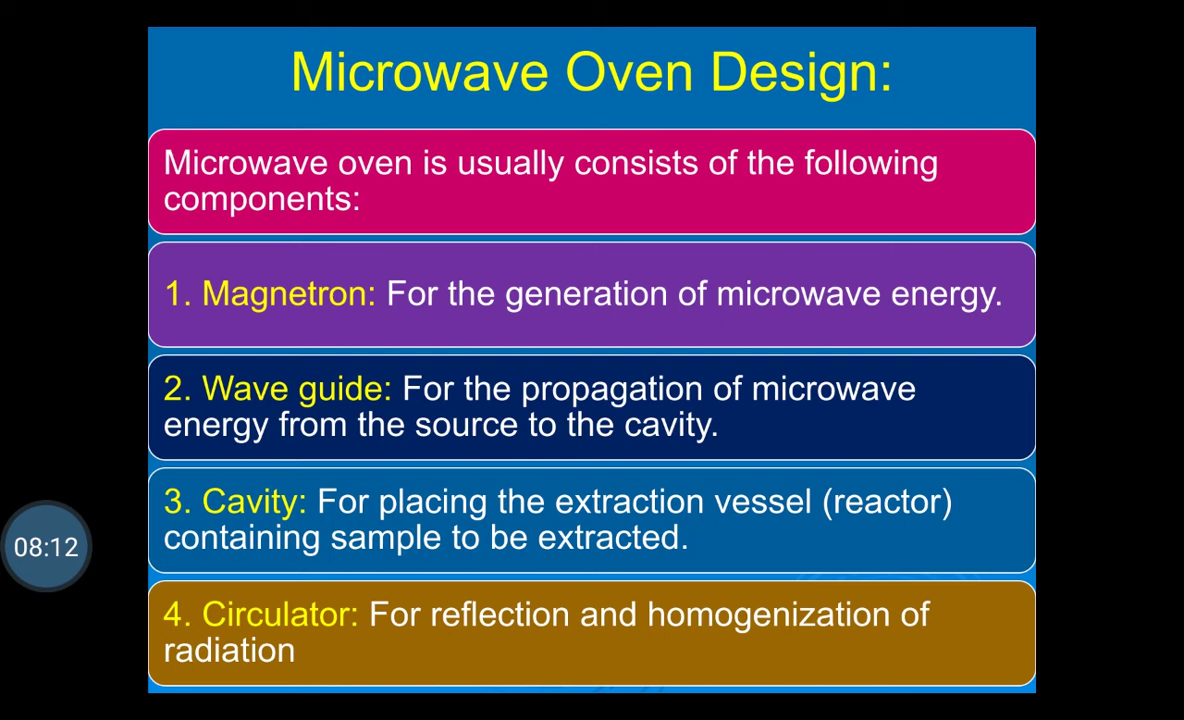 Microwave Oven Design:
Microwave oven is usually consists of the following
components:
1. Magnetron: For the generation of microwave energy.
2. Wave guide: For the propagation of microwave
energy from the source to the cavity.
3. Cavity: For placing the extraction vessel (reactor)
containing sample to be extracted.
08:12
4. Circulator: For reflection and homogenization of
radiation